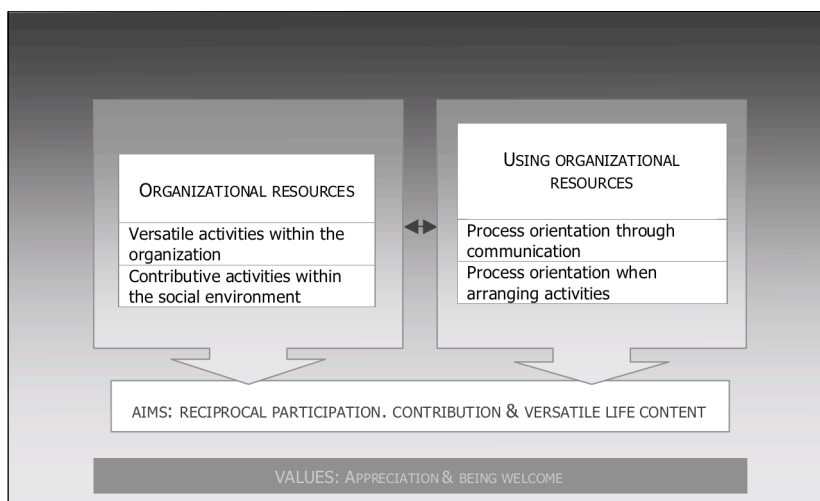 ORGANIZATIONAL RESOURCES
Versatile activities within the
organization
Contributive activities within
the social environment
USING ORGANIZATIONAL
RESOURCES
Process orientation through
communication
Process orientation when
arranging activities
AIMS: RECIPROCAL PARTICIPATION. CONTRIBUTION & VERSATILE LIFE CONTENT
VALUES: APPRECIATION & BEING WELCOME